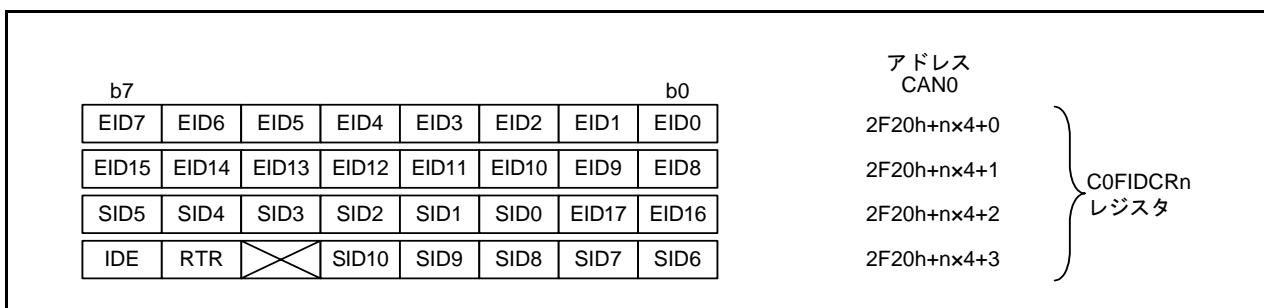 アドレス
b7 b0 CAN0
EID7 EID6 EID5 EID4 EID3 EID2 EID1 EID0 2F20h+n×4+0
EID15 EID14 EID13 EID12 EID11 EID10 EID9 EID8 2F20h+n×4+1
SID5 SID4 SID3 SID2 SID1 SID0 EID17 EID16 2F20h+n×4+2
IDE RTR SID10 SID9 SID8 SID7 SID6 2F20h+n×4+3
C0FIDCRn
レジスタ